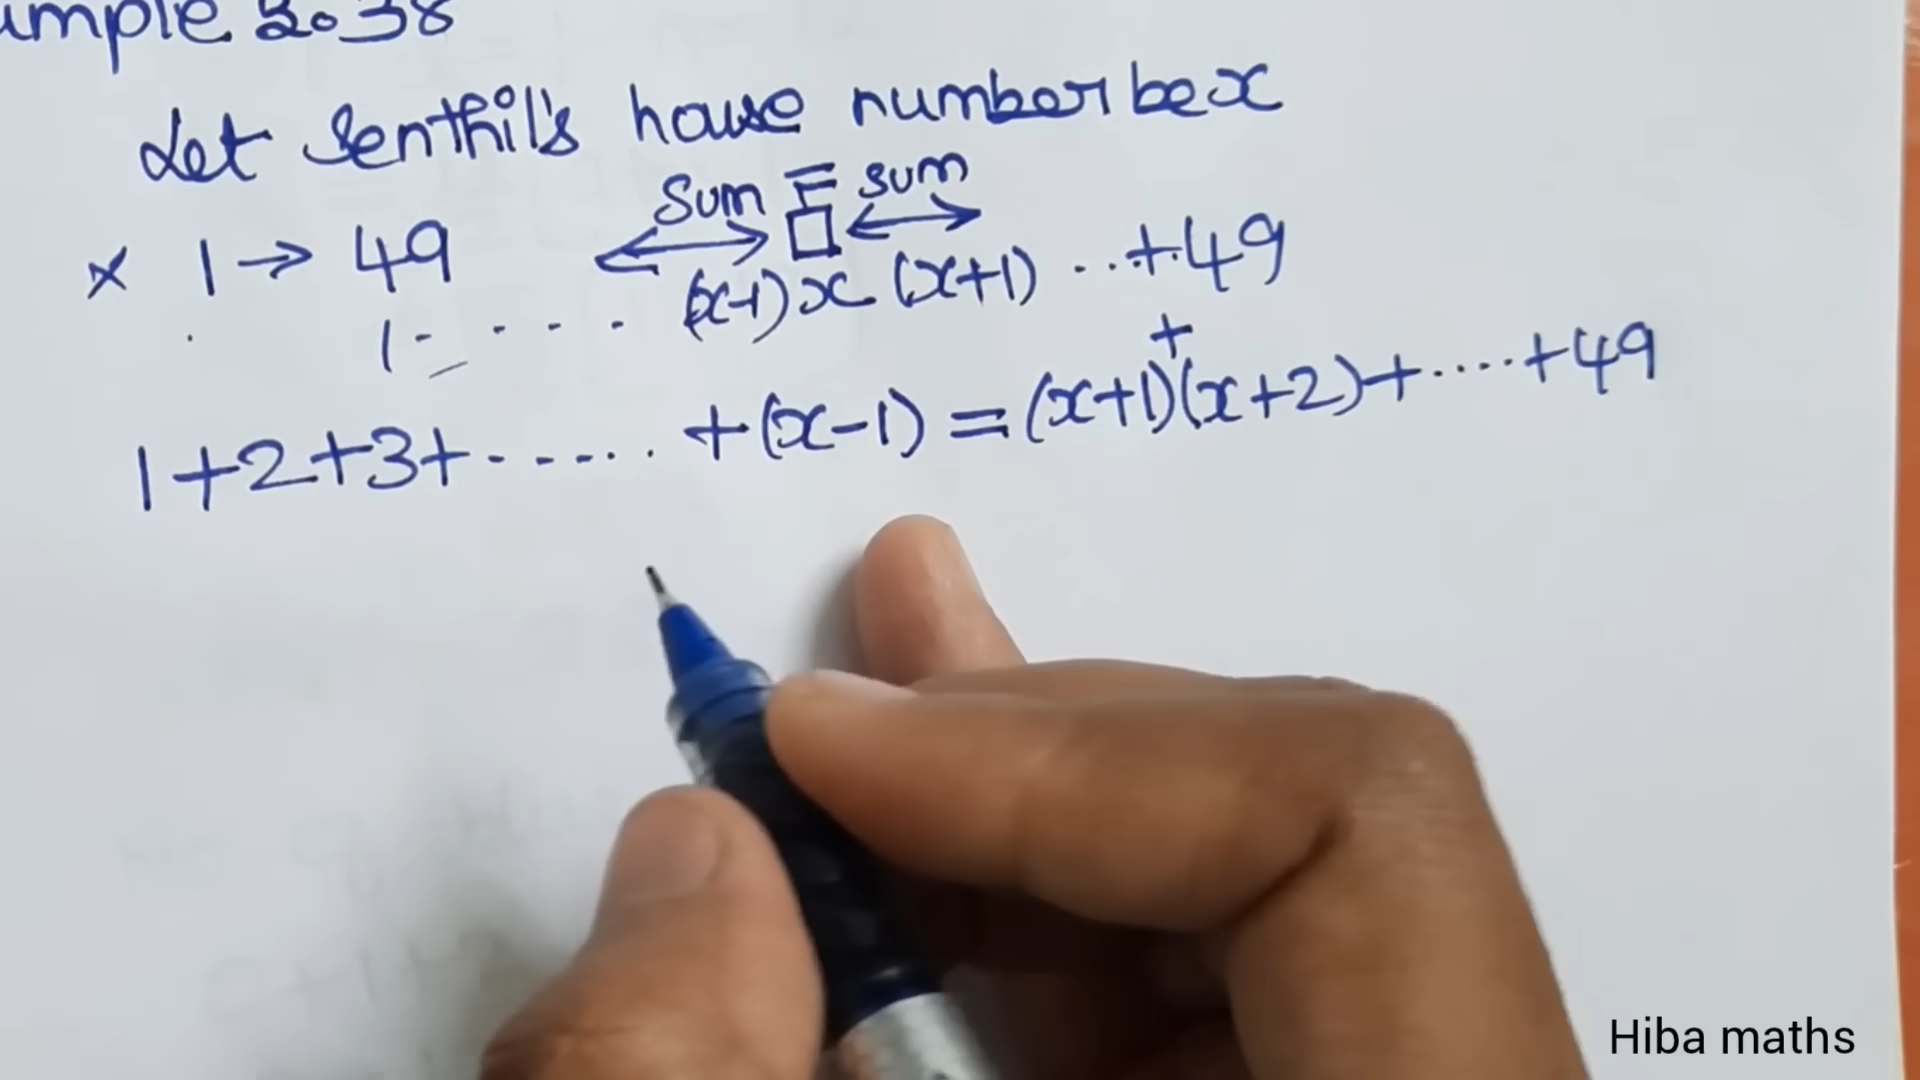 ample 2.38
Let Senthil's house number be x
Sum sum
x 1 → 49
(x-1) x (x+1) ...+49
1 - . . . .
1+2+3+ ...... +(x-1) = (x+1)+(x+2)+.....+49
Hiba maths